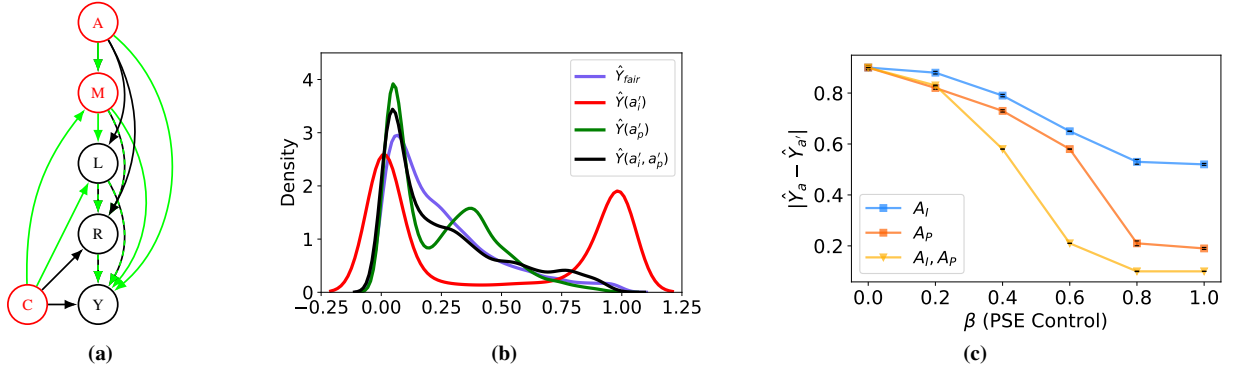 A
M
L
R
C
Y
(a)
Density
4
3
2
1
0
−0.25
0.00
0.25
0.50
0.75
1.00
1.25
Ŷ_fair
Ŷ(a′_i)
Ŷ(a′_p)
Ŷ(a′_i, a′_p)
(b)
|Ŷ_a − Ŷ_a′|
0.8
0.6
0.4
0.2
A_I
A_P
A_I, A_P
0.0
0.2
0.4
0.6
0.8
1.0
β (PSE Control)
(c)